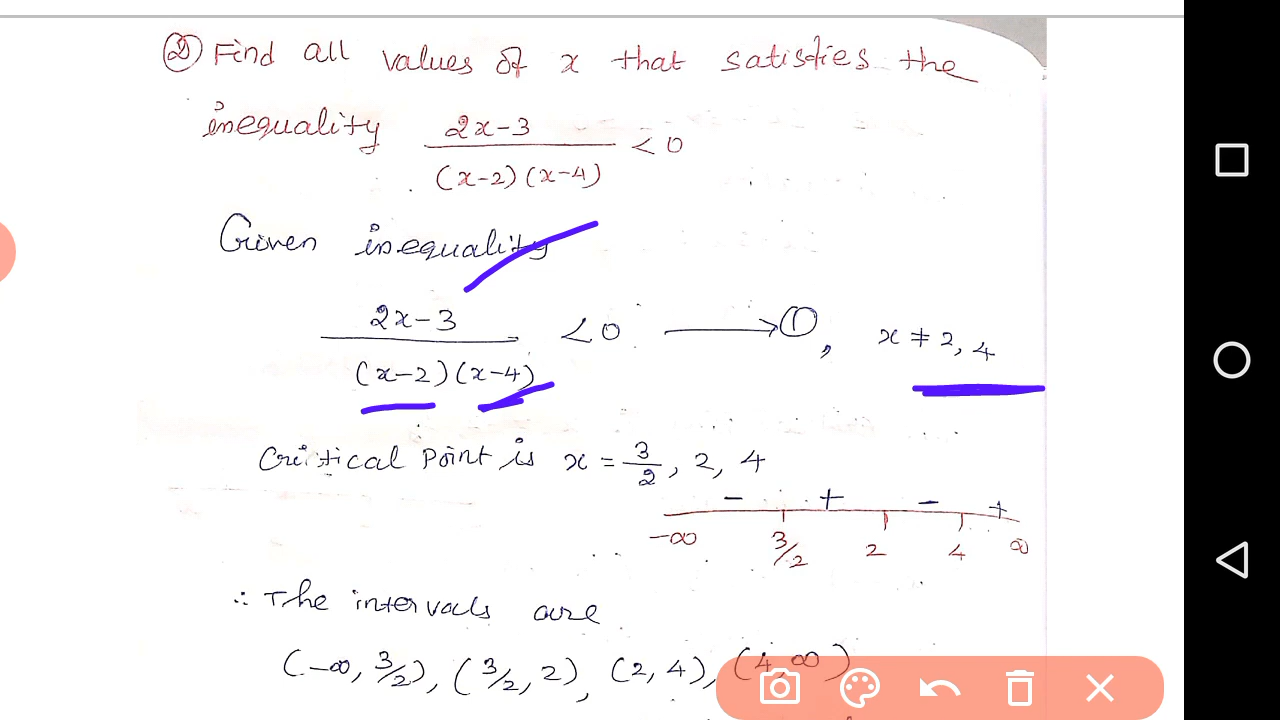 ② Find all values of x that satisfies the
inequality (2x-3)/((x-2)(x-4)) < 0
Given inequality
(2x-3)/((x-2)(x-4)) < 0 → ①, x ≠ 2, 4
Critical Point is x = 3/2, 2, 4
- + - +
-∞ 3/2 2 4 ∞
∴ The intervals are
(-∞, 3/2), (3/2, 2), (2, 4), (4, ∞)